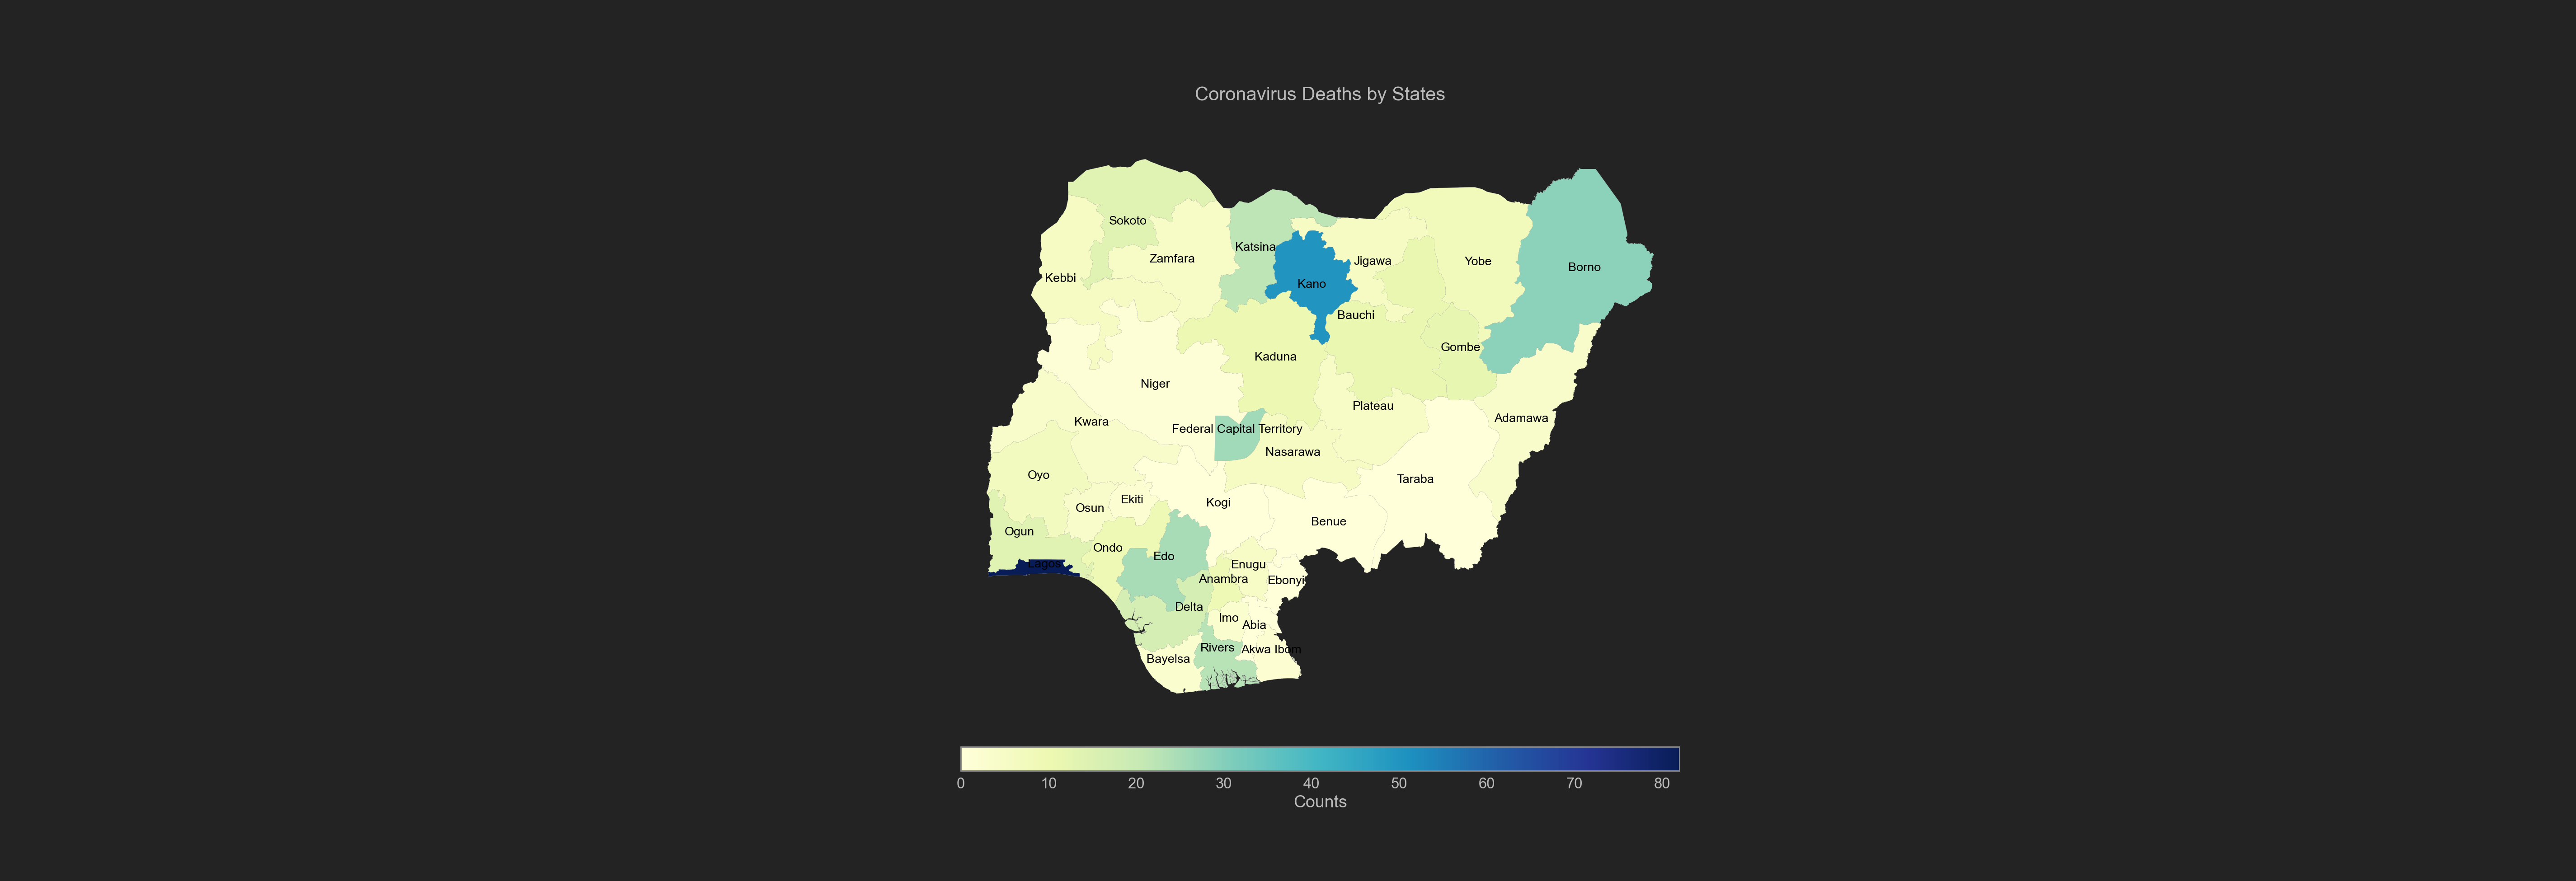 Coronavirus Deaths by States
Sokoto
Katsina
Zamfara
Jigawa
Yobe
Borno
Kebbi
Kano
Bauchi
Gombe
Kaduna
Niger
Plateau
Adamawa
Kwara
Federal Capital Territory
Nasarawa
Oyo
Taraba
Ekiti
Kogi
Osun
Benue
Ogun
Ondo
Edo
Lagos
Enugu
Anambra
Ebonyi
Delta
Imo
Abia
Rivers
Akwa Ibom
Bayelsa
0 10 20 30 40 50 60 70 80
Counts